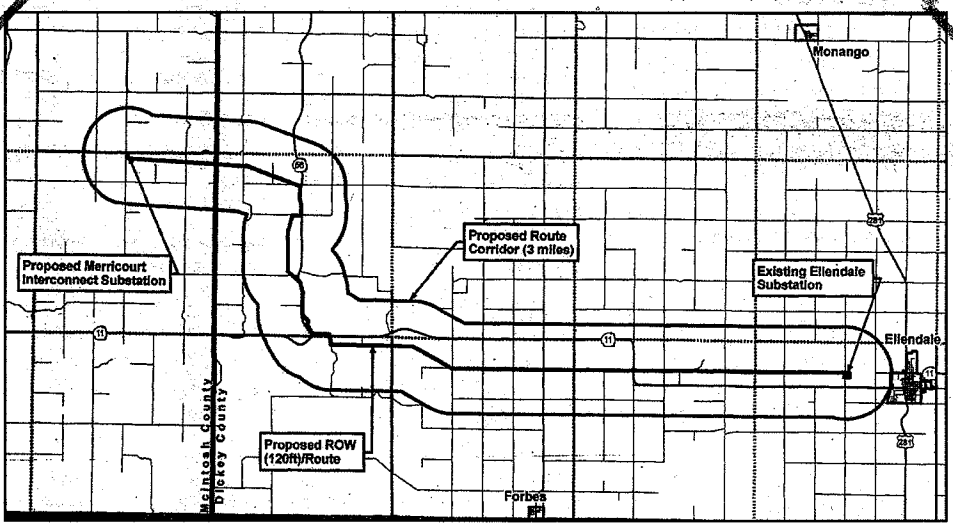 Monango
56
281
Proposed Route
Corridor (3 miles)
Proposed Merricourt
Interconnect Substation
Existing Ellendale
Substation
11
11
Ellendale
11
McIntosh County
Dickey County
Proposed ROW
(120ft)/Route
281
Forbes